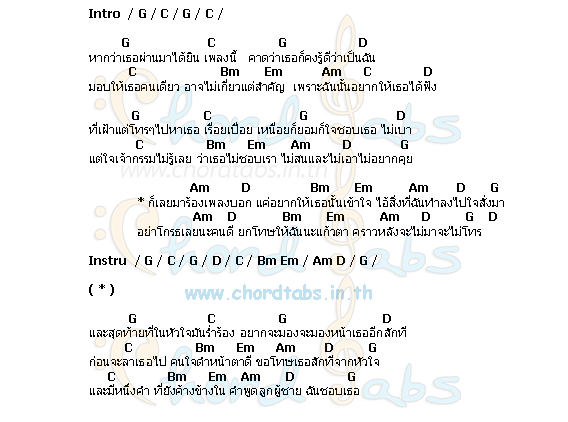 Intro / G / C / G / C /
G C G D
หากว่าเธอผ่านมาได้ยิน เพลงนี้ คาดว่าเธอก็คงรู้ดีว่าเป็นฉัน
C Bm Em Am C D
มอบให้เธอคนเดียว อาจไม่เกี่ยวแต่สำคัญ เพราะฉันนั้นอยากให้เธอได้ฟัง
G C G D
ที่เฝ้าแต่โทรๆไปหาเธอ เรื่อยเปื่อย เหนื่อยก็ยอมก็ใจชอบเธอ ไม่เบา
C Bm Em Am D G
แต่ใจเจ้ากรรมไม่รู้เลย ว่าเธอไม่ชอบเรา ไม่สนและไม่เอาไม่อยากคุย
www.chordtabs.in.th
Am D Bm Em Am D G
* ก็เลยมาร้องเพลงบอก แค่อยากให้เธอนั้นเข้าใจ ไอ้สิ่งที่ฉันทำลงไปใจสั่งมา
Am D Bm Em Am D G D
อย่าโกรธเลยนะคนดี ยกโทษให้ฉันนะแก้วตา คราวหลังจะไม่มาจะไม่โทร
Instru / G / C / G / D / C / Bm Em / Am D / G /
( * )
www.chordtabs.in.th
G C G D
และสุดท้ายที่ในหัวใจมันร่ำร้อง อยากจะมองจะมองหน้าเธออีกสักที
C Bm Em Am D G
ก่อนจะลาเธอไป คนใจดำหน้าตาดี ขอโทษเธอสักทีจากหัวใจ
C Bm Em Am D G
และมีหนึ่งคำ ที่ยังค้างข้างใน คำพูดลูกผู้ชาย ฉันชอบเธอ